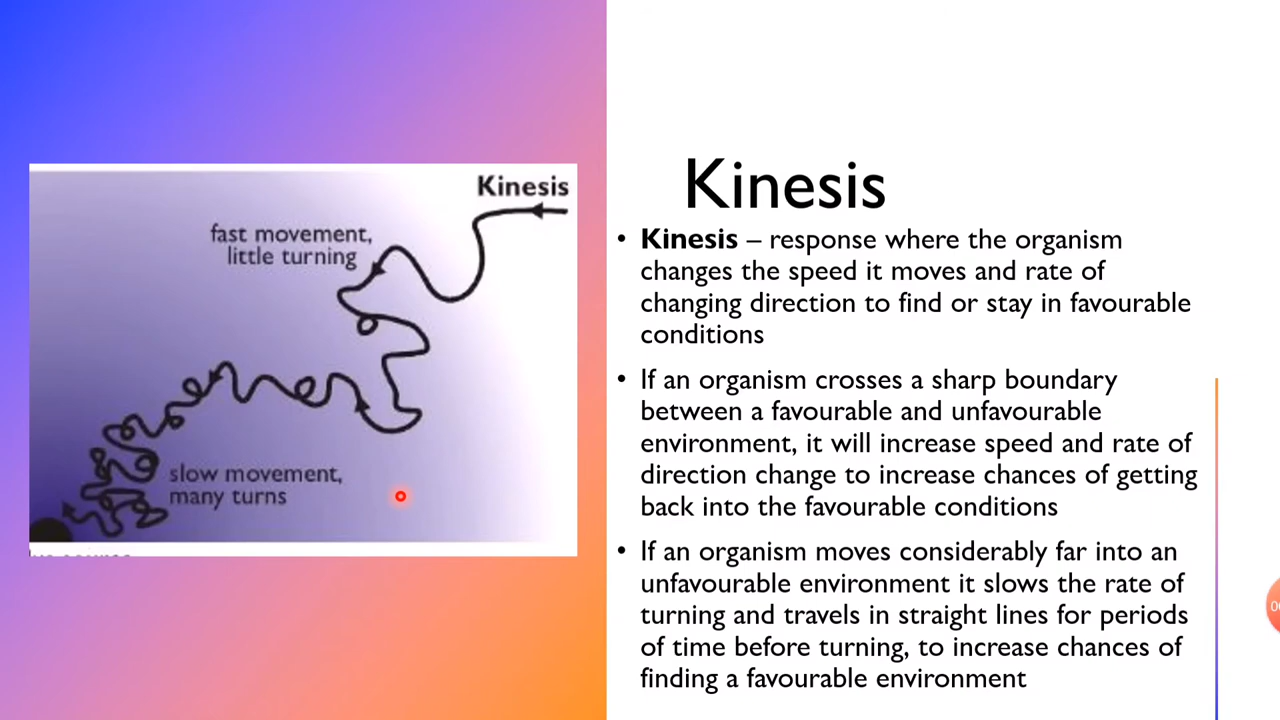 Kinesis
fast movement,
little turning
slow movement,
many turns
Kinesis
• Kinesis – response where the organism
changes the speed it moves and rate of
changing direction to find or stay in favourable
conditions
• If an organism crosses a sharp boundary
between a favourable and unfavourable
environment, it will increase speed and rate of
direction change to increase chances of getting
back into the favourable conditions
• If an organism moves considerably far into an
unfavourable environment it slows the rate of
turning and travels in straight lines for periods
of time before turning, to increase chances of
finding a favourable environment